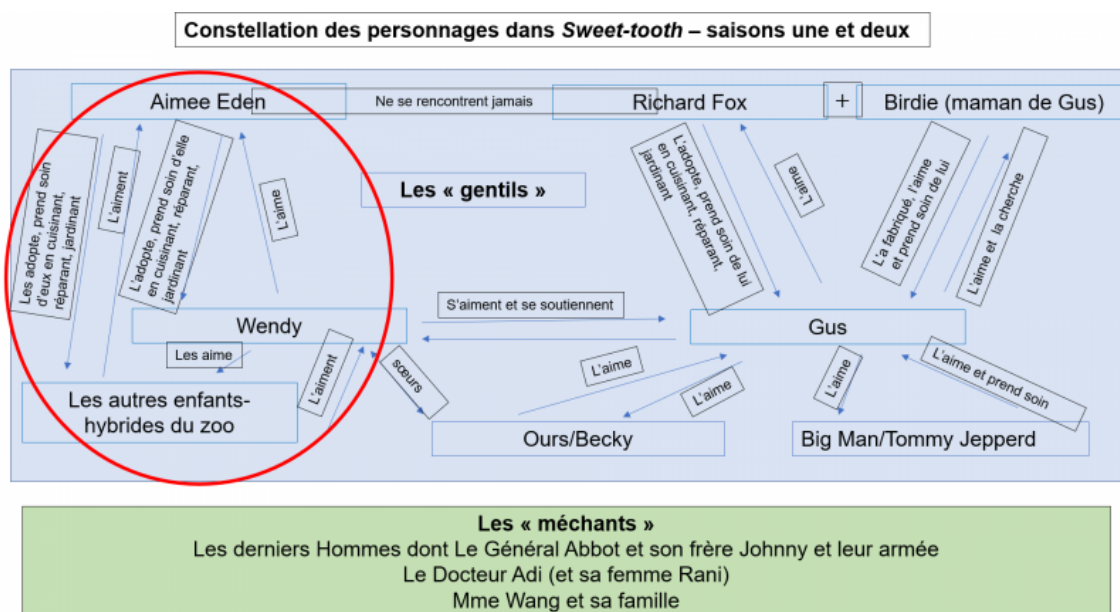 Constellation des personnages dans Sweet-tooth – saisons une et deux
Aimee Eden
Ne se rencontrent jamais
Richard Fox
+
Birdie (maman de Gus)
Les adopte, prend soin
d'eux en cuisinant,
réparant, jardinant
L'aiment
L'adopte, prend soin d'elle
en cuisinant, réparant,
jardinant
L'aime
Les « gentils »
L'adopte, prend soin de lui
en cuisinant, réparant,
jardinant
L'aime
L'a fabriqué, l'aime
et prend soin de lui
L'aime et la cherche
S'aiment et se soutiennent
Wendy
Gus
Les aime
L'aiment
sœurs
L'aime
L'aime
L'aime
L'aime et prend soin
Les autres enfants-
hybrides du zoo
Ours/Becky
Big Man/Tommy Jepperd
Les « méchants »
Les derniers Hommes dont Le Général Abbot et son frère Johnny et leur armée
Le Docteur Adi (et sa femme Rani)
Mme Wang et sa famille